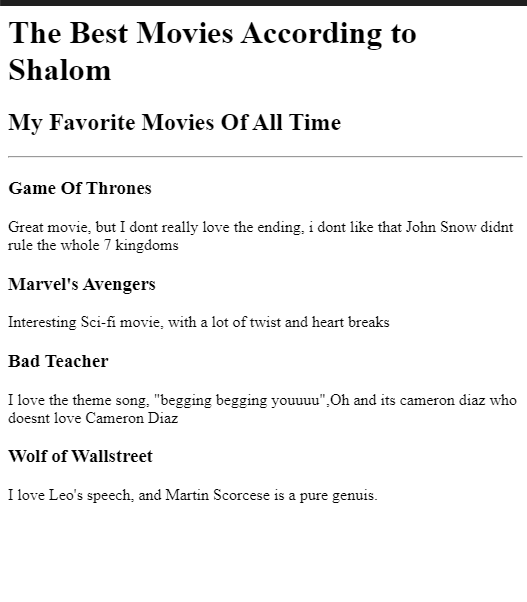 The Best Movies According to
Shalom
My Favorite Movies Of All Time
Game Of Thrones
Great movie, but I dont really love the ending, i dont like that John Snow didnt
rule the whole 7 kingdoms
Marvel's Avengers
Interesting Sci-fi movie, with a lot of twist and heart breaks
Bad Teacher
I love the theme song, "begging begging youuuu",Oh and its cameron diaz who
doesnt love Cameron Diaz
Wolf of Wallstreet
I love Leo's speech, and Martin Scorcese is a pure genuis.